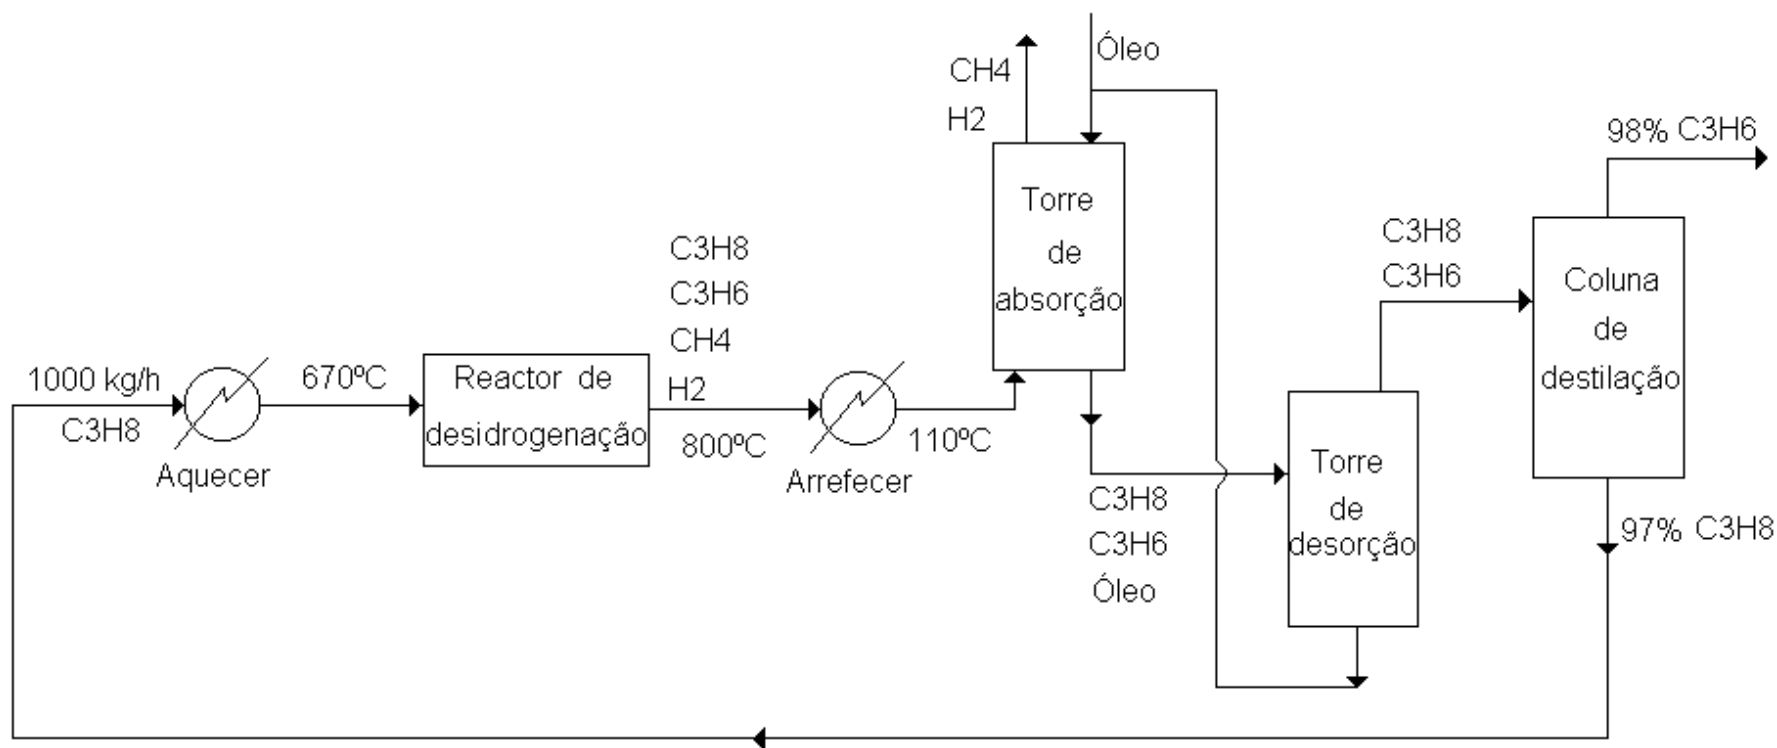 1000 kg/h
C3H8
Aquecer
670ºC
Reactor de
desidrogenação
C3H8
C3H6
CH4
H2
800ºC
Arrefecer
110ºC
CH4
H2
Óleo
Torre
de
absorção
C3H8
C3H6
Óleo
Torre
de
desorção
C3H8
C3H6
Coluna
de
destilação
98% C3H6
97% C3H8